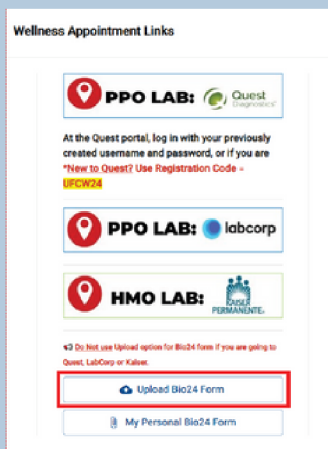 Wellness Appointment Links
PPO LAB: Quest
Diagnostics
At the Quest portal, log in with your previously
created username and password, or if you are
*New to Quest? Use Registration Code =
UFCW24
PPO LAB: labcorp
HMO LAB: KAISER
PERMANENTE.
Do Not use Upload option for Bio24 form if you are going to
Quest, LabCorp or Kaiser.
Upload Bio24 Form
My Personal Bio24 Form